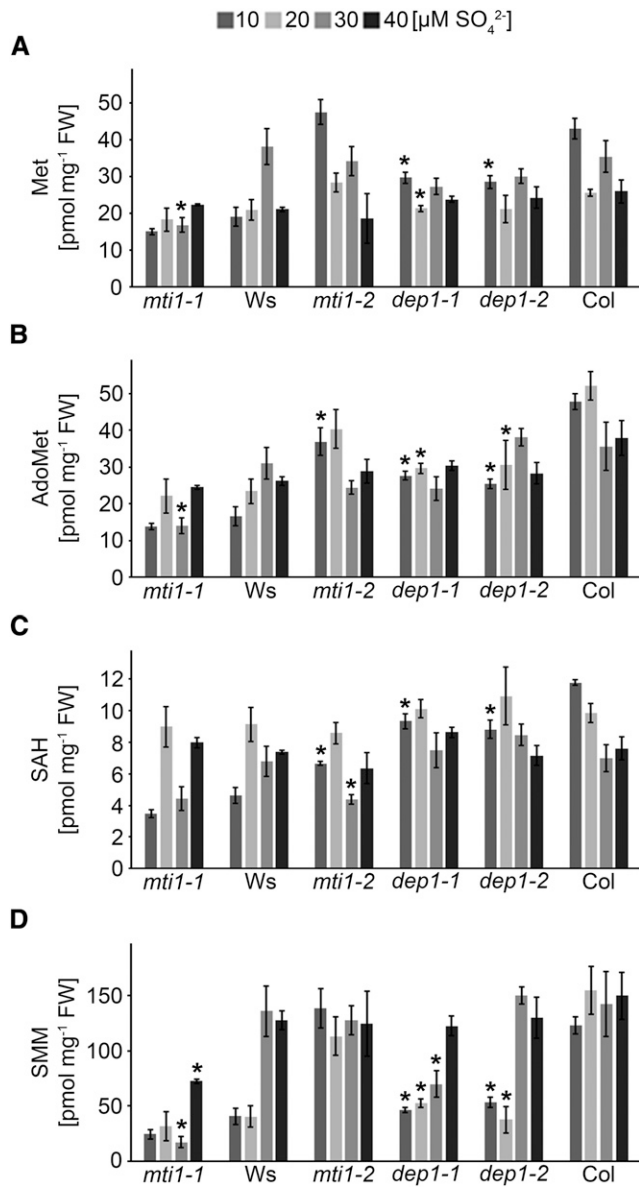 10 20 30 40 [µM SO₄²⁻]
A
Met
[pmol mg⁻¹ FW]
50
40
30
20
10
0
* * * *
mti1-1 Ws mti1-2 dep1-1 dep1-2 Col
B
AdoMet
[pmol mg⁻¹ FW]
50
40
30
20
10
0
* * * * * *
mti1-1 Ws mti1-2 dep1-1 dep1-2 Col
C
SAH
[pmol mg⁻¹ FW]
12
10
8
6
4
2
0
* * * *
mti1-1 Ws mti1-2 dep1-1 dep1-2 Col
D
SMM
[pmol mg⁻¹ FW]
150
100
50
0
* * * * * * *
mti1-1 Ws mti1-2 dep1-1 dep1-2 Col